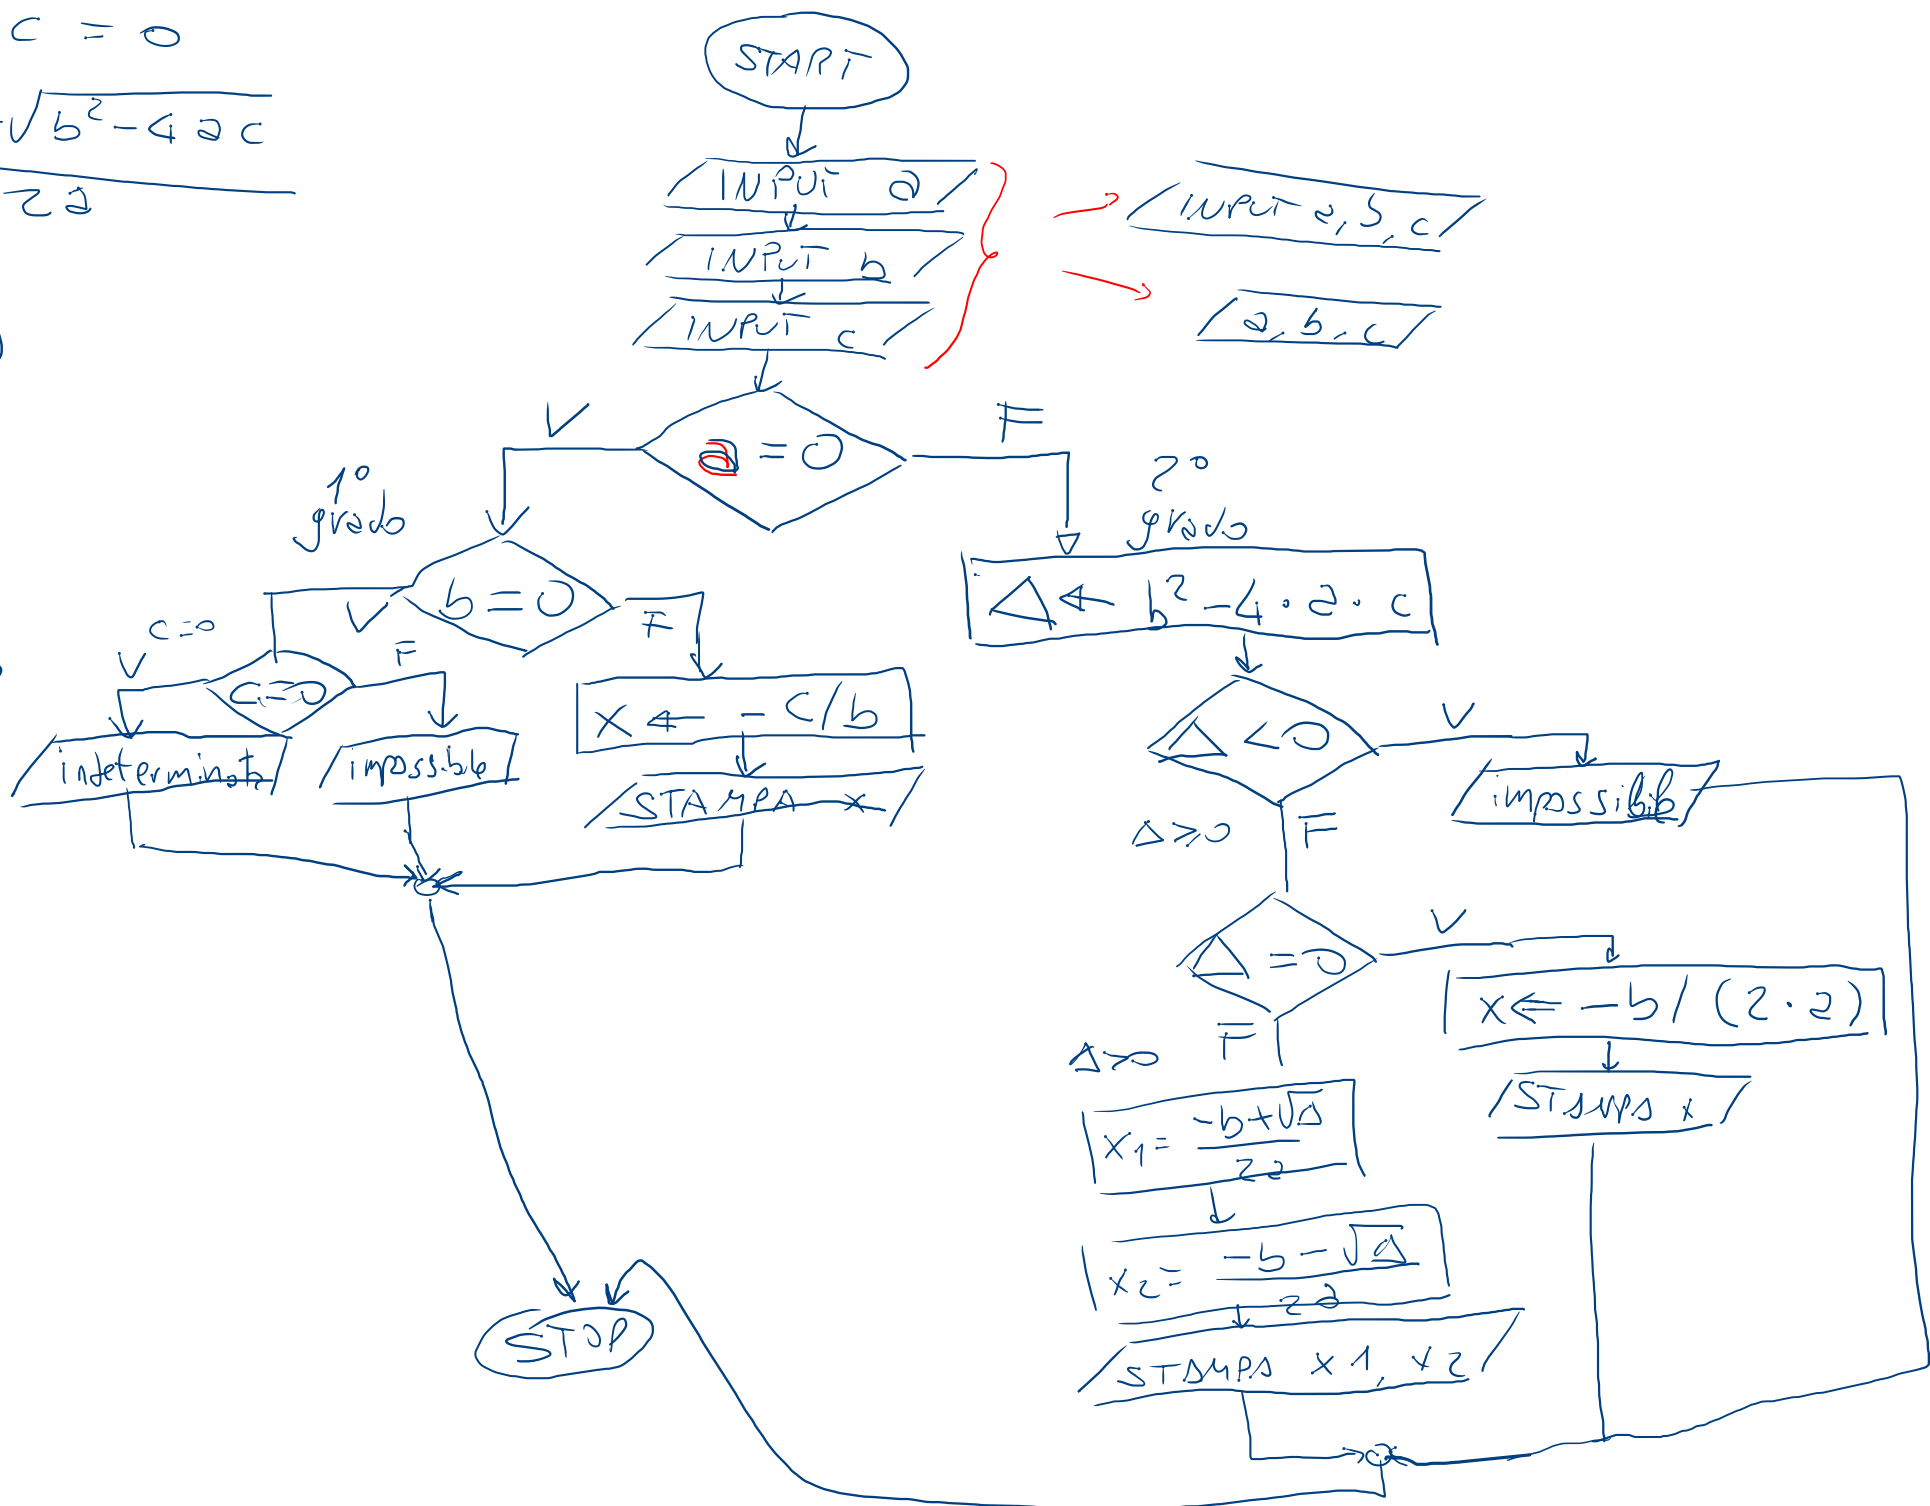 c = 0
√b²-4ac
2a
START
INPUT a
INPUT b
INPUT c
INPUT a, b, c
a, b, c
V
a = 0
F
1°
grado
2°
grado
b = 0
V
F
Δ ← b² - 4 · a · c
c = 0
V
c = 0
F
indeterminata
impossibile
x ← - c/b
STAMPA x
Δ < 0
V
impossibile
Δ ≥ 0
F
Δ = 0
V
x ← - b / (2 · a)
STAMPA x
F
Δ > 0
x1 = -b+√Δ
2a
x2 = -b-√Δ
2a
STAMPA x1, x2
STOP